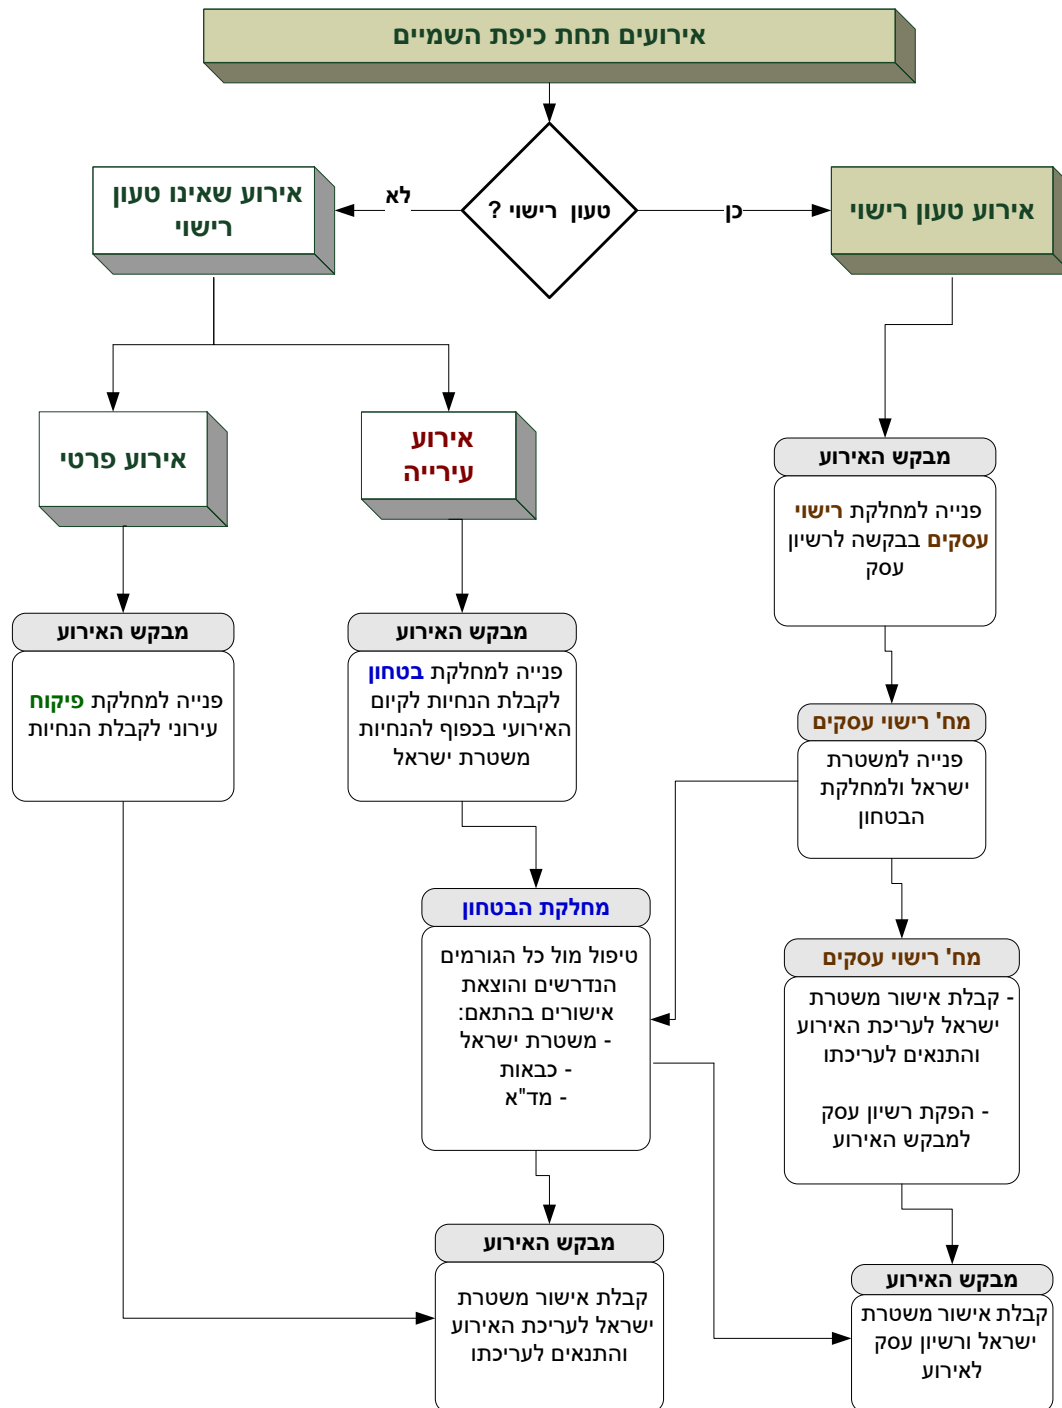 אירועים תחת כיפת השמיים
טעון רישוי ?
כן
לא
אירוע טעון רישוי
אירוע שאינו טעון
רישוי
אירוע
עירייה
אירוע פרטי
מבקש האירוע
פנייה למחלקת רישוי
עסקים בבקשה לרשיון
עסק
מבקש האירוע
פנייה למחלקת בטחון
לקבלת הנחיות לקיום
האירועי בכפוף להנחיות
משטרת ישראל
מבקש האירוע
פנייה למחלקת פיקוח
עירוני לקבלת הנחיות
מח' רישוי עסקים
פנייה למשטרת
ישראל ולמחלקת
הבטחון
מחלקת הבטחון
טיפול מול כל הגורמים
הנדרשים והוצאת
אישורים בהתאם:
- משטרת ישראל
- כבאות
- מד"א
מח' רישוי עסקים
- קבלת אישור משטרת
ישראל לעריכת האירוע
והתנאים לעריכתו
- הפקת רשיון עסק
למבקש האירוע
מבקש האירוע
קבלת אישור משטרת
ישראל לעריכת האירוע
והתנאים לעריכתו
מבקש האירוע
קבלת אישור משטרת
ישראל ורשיון עסק
לאירוע